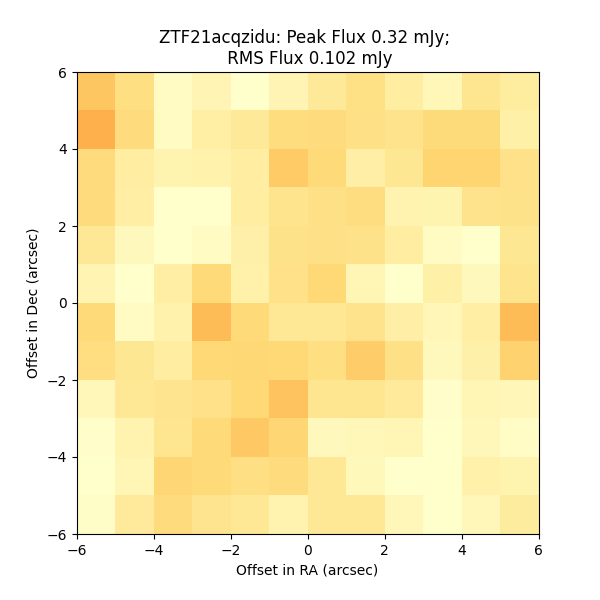 ZTF21acqzidu: Peak Flux 0.32 mJy;
RMS Flux 0.102 mJy
6
4
2
0
−2
−4
−6
Offset in Dec (arcsec)
−6 −4 −2 0 2 4 6
Offset in RA (arcsec)